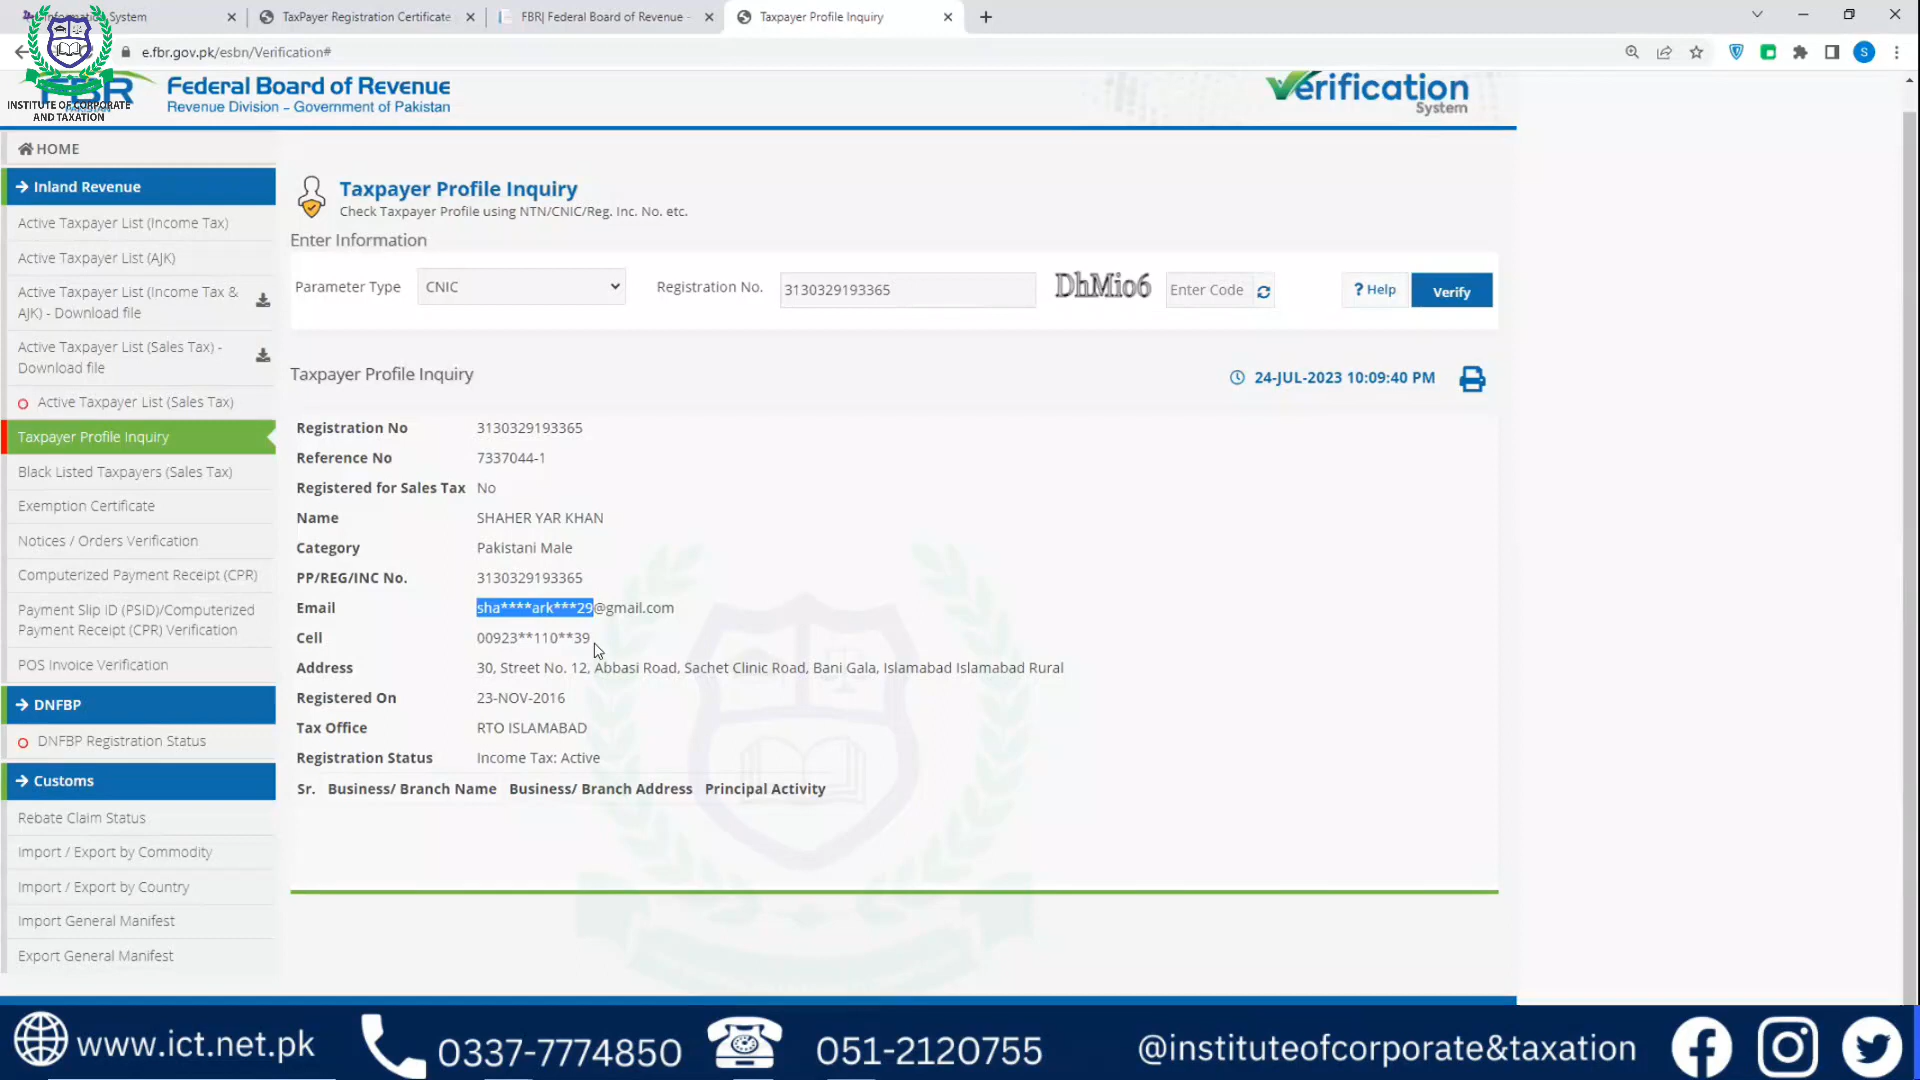 Information System
TaxPayer Registration Certificate
FBR| Federal Board of Revenue -
Taxpayer Profile Inquiry
e.fbr.gov.pk/esbn/Verification#
S
INSTITUTE OF CORPORATE
AND TAXATION
FBR
Federal Board of Revenue
Revenue Division – Government of Pakistan
Verification
System
HOME
Inland Revenue
Active Taxpayer List (Income Tax)
Active Taxpayer List (AJK)
Active Taxpayer List (Income Tax &
AJK) - Download file
Active Taxpayer List (Sales Tax) -
Download file
Active Taxpayer List (Sales Tax)
Taxpayer Profile Inquiry
Black Listed Taxpayers (Sales Tax)
Exemption Certificate
Notices / Orders Verification
Computerized Payment Receipt (CPR)
Payment Slip ID (PSID)/Computerized
Payment Receipt (CPR) Verification
POS Invoice Verification
DNFBP
DNFBP Registration Status
Customs
Rebate Claim Status
Import / Export by Commodity
Import / Export by Country
Import General Manifest
Export General Manifest
Taxpayer Profile Inquiry
Check Taxpayer Profile using NTN/CNIC/Reg. Inc. No. etc.
Enter Information
Parameter Type CNIC Registration No. 3130329193365 DhMio6 Enter Code ? Help Verify
Taxpayer Profile Inquiry 24-JUL-2023 10:09:40 PM
Registration No 3130329193365
Reference No 7337044-1
Registered for Sales Tax No
Name SHAHER YAR KHAN
Category Pakistani Male
PP/REG/INC No. 3130329193365
Email sha****ark***29@gmail.com
Cell 00923**110**39
Address 30, Street No. 12, Abbasi Road, Sachet Clinic Road, Bani Gala, Islamabad Islamabad Rural
Registered On 23-NOV-2016
Tax Office RTO ISLAMABAD
Registration Status Income Tax: Active
Sr. Business/ Branch Name Business/ Branch Address Principal Activity
www.ict.net.pk 0337-7774850 051-2120755 @instituteofcorporate&taxation